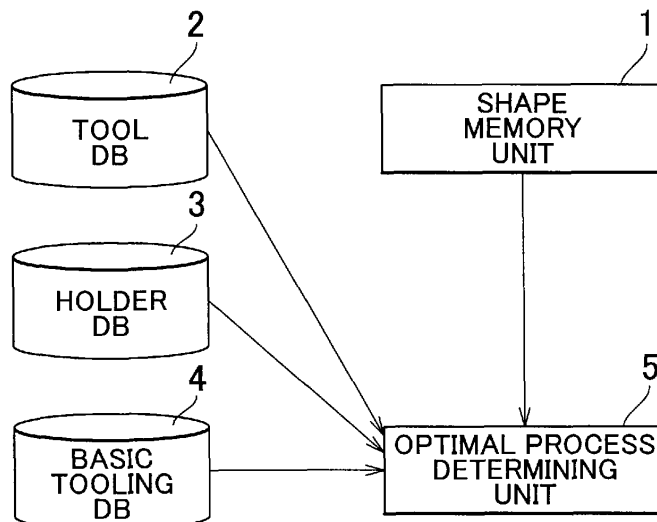 2
TOOL
DB
1
SHAPE
MEMORY
UNIT
3
HOLDER
DB
4
BASIC
TOOLING
DB
5
OPTIMAL PROCESS
DETERMINING
UNIT